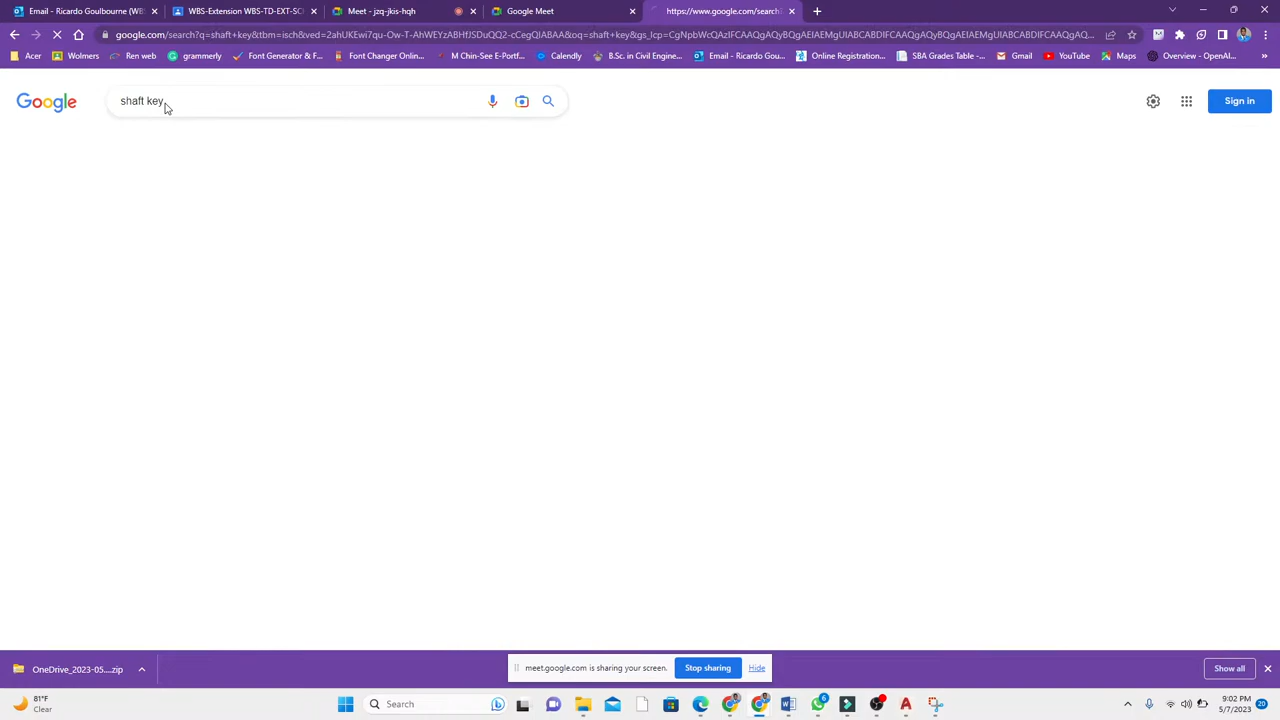 Email - Ricardo Goulbourne (WBS
WBS-Extension WBS-TD-EXT-SC
Meet - jzq-jkis-hqh
Google Meet
https://www.google.com/search
google.com/search?q=shaft+key&tbm=isch&ved=2ahUKEwi7qu-Ow-T-AhWEYzABHfJSDuQQ2-cCegQIABAA&oq=shaft+key&gs_lcp=CgNpbWcQAzIFCAAQgAQyBQgAEIAEMgUIABCABDIFCAAQgAQyBQgAEIAEMgUIABCABDIFCAAQgAQyBQgAEIAEMgUIABCABDIFCAAQgAQ...
Acer
Wolmers
Ren web
grammerly
Font Generator & F...
Font Changer Onlin...
M Chin-See E-Portf...
Calendly
B.Sc. in Civil Engine...
Email - Ricardo Gou...
Online Registration...
SBA Grades Table -...
Gmail
YouTube
Maps
Overview - OpenAI...
Google
shaft key
Sign in
OneDrive_2023-05....zip
meet.google.com is sharing your screen.
Stop sharing
Hide
Show all
81°F
Clear
Search
6
9:02 PM
5/7/2023
20